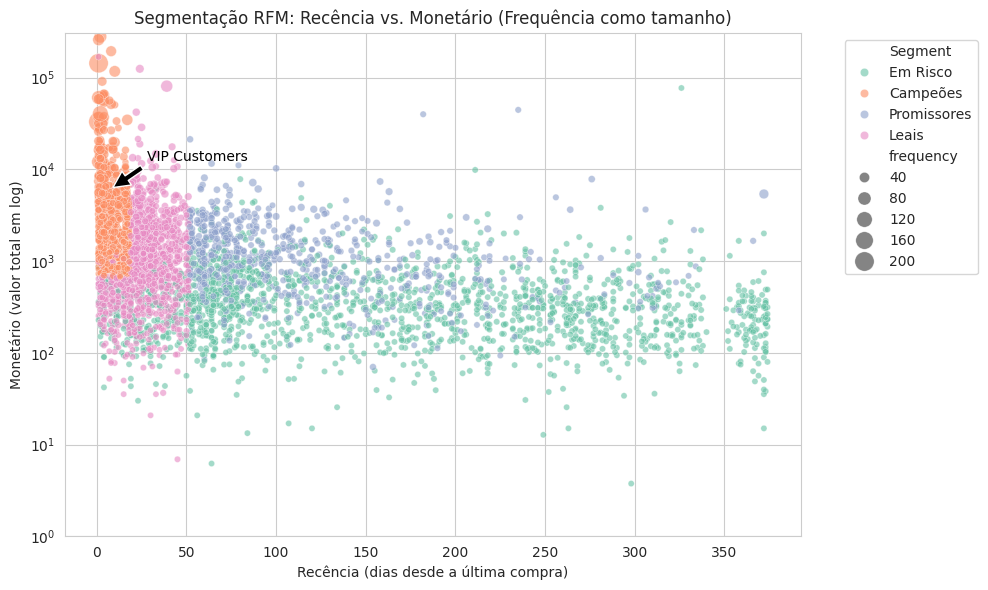 Segmentação RFM: Recência vs. Monetário (Frequência como tamanho)
Monetário (valor total em log)
10^5
10^4
10^3
10^2
10^1
10^0
VIP Customers
0 50 100 150 200 250 300 350
Recência (dias desde a última compra)
Segment
Em Risco
Campeões
Promissores
Leais
frequency
40
80
120
160
200